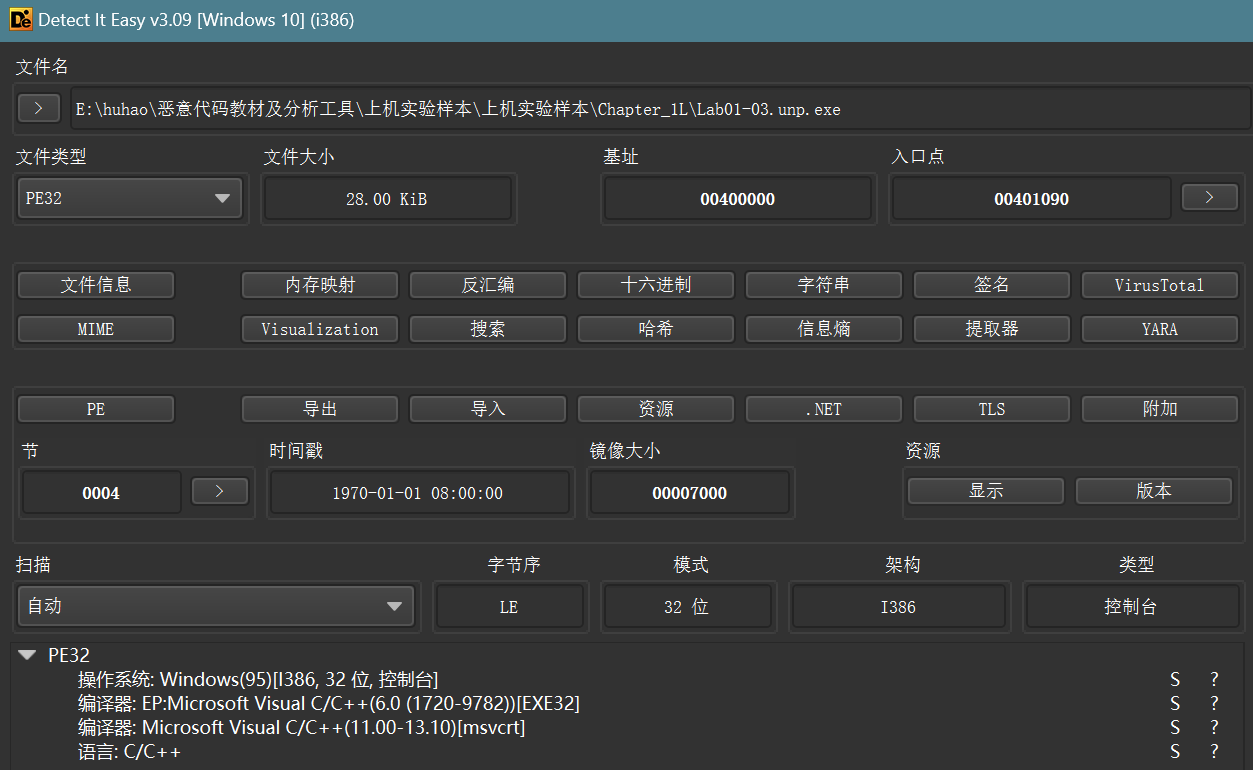 Detect It Easy v3.09 [Windows 10] (i386)
文件名
> E:\huhao\恶意代码教材及分析工具\上机实验样本\上机实验样本\Chapter_1L\Lab01-03.unp.exe
文件类型 文件大小 基址 入口点
PE32 28.00 KiB 00400000 00401090 >
文件信息 内存映射 反汇编 十六进制 字符串 签名 VirusTotal
MIME Visualization 搜索 哈希 信息熵 提取器 YARA
PE 导出 导入 资源 .NET TLS 附加
节 时间戳 镜像大小 资源
0004 > 1970-01-01 08:00:00 00007000 显示 版本
扫描 字节序 模式 架构 类型
自动 LE 32 位 I386 控制台
PE32
操作系统: Windows(95)[I386, 32 位, 控制台] S ?
编译器: EP:Microsoft Visual C/C++(6.0 (1720-9782))[EXE32] S ?
编译器: Microsoft Visual C/C++(11.00-13.10)[msvcrt] S ?
语言: C/C++ S ?